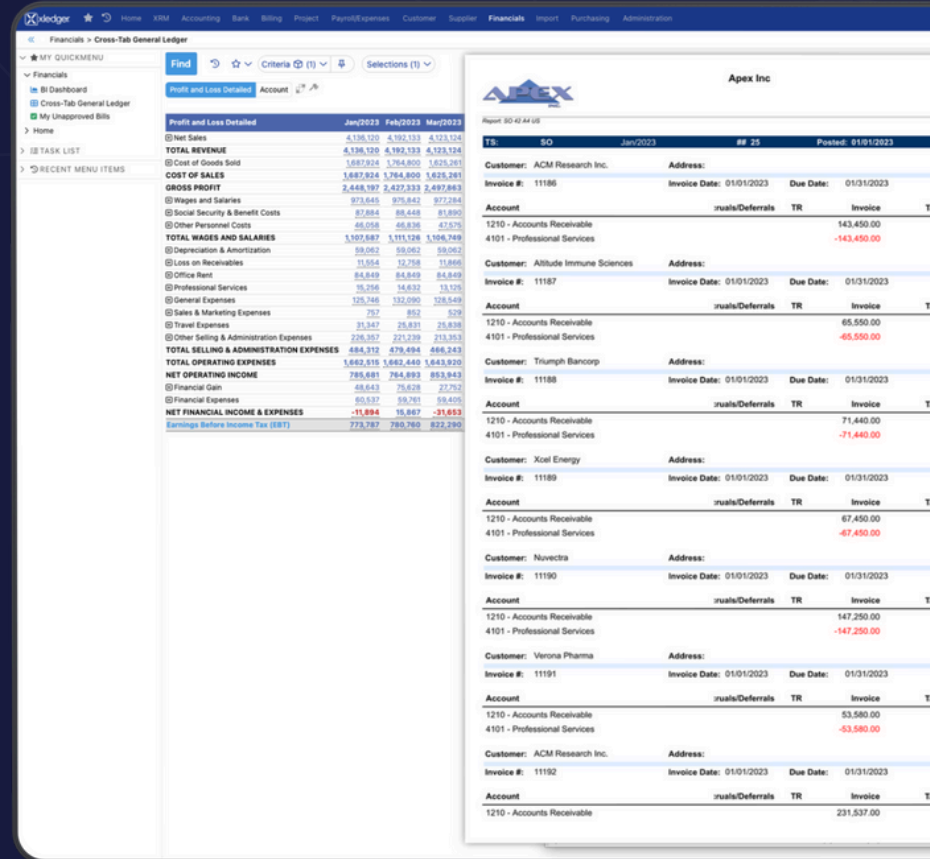 xledger Home XRM Accounting Bank Billing Project Payroll/Expenses Customer Supplier Financials Import Purchasing Administration
Financials > Cross-Tab General Ledger
MY QUICKMENU
Financials
BI Dashboard
Cross-Tab General Ledger
My Unapproved Bills
Home
TASK LIST
RECENT MENU ITEMS
Find Criteria (1) Selections (1)
Profit and Loss Detailed Account
Profit and Loss Detailed Jan/2023 Feb/2023 Mar/2023
Net Sales 4,136,120 4,192,133 4,123,124
TOTAL REVENUE 4,136,120 4,192,133 4,123,124
Cost of Goods Sold 1,687,924 1,764,800 1,625,261
COST OF SALES 1,687,924 1,764,800 1,625,261
GROSS PROFIT 2,448,197 2,427,333 2,497,863
Wages and Salaries 973,645 975,842 977,284
Social Security & Benefit Costs 87,884 88,448 81,890
Other Personnel Costs 46,058 46,836 47,575
TOTAL WAGES AND SALARIES 1,107,587 1,111,126 1,106,749
Depreciation & Amortization 59,062 59,062 59,062
Loss on Receivables 11,554 12,758 11,866
Office Rent 84,849 84,849 84,849
Professional Services 15,256 14,632 13,125
General Expenses 125,746 132,090 128,549
Sales & Marketing Expenses 757 852 529
Travel Expenses 31,347 25,831 25,838
Other Selling & Administration Expenses 226,357 221,239 213,353
TOTAL SELLING & ADMINISTRATION EXPENSES 484,312 479,494 466,243
TOTAL OPERATING EXPENSES 1,662,515 1,662,440 1,643,920
NET OPERATING INCOME 785,681 764,893 853,943
Financial Gain 48,643 75,628 27,752
Financial Expenses 60,537 59,761 59,405
NET FINANCIAL INCOME & EXPENSES -11,894 15,867 -31,653
Earnings Before Income Tax (EBT) 773,787 780,760 822,290
APEX
Apex Inc
Report: SO 42 A4 US
TS: SO Jan/2023 ## 25 Posted: 01/01/2023
Customer: ACM Research Inc. Address:
Invoice #: 11186 Invoice Date: 01/01/2023 Due Date: 01/31/2023
Account :ruals/Deferrals TR Invoice
1210 - Accounts Receivable 143,450.00
4101 - Professional Services -143,450.00
Customer: Altitude Immune Sciences Address:
Invoice #: 11187 Invoice Date: 01/01/2023 Due Date: 01/31/2023
Account :ruals/Deferrals TR Invoice
1210 - Accounts Receivable 65,550.00
4101 - Professional Services -65,550.00
Customer: Triumph Bancorp Address:
Invoice #: 11188 Invoice Date: 01/01/2023 Due Date: 01/31/2023
Account :ruals/Deferrals TR Invoice
1210 - Accounts Receivable 71,440.00
4101 - Professional Services -71,440.00
Customer: Xcel Energy Address:
Invoice #: 11189 Invoice Date: 01/01/2023 Due Date: 01/31/2023
Account :ruals/Deferrals TR Invoice
1210 - Accounts Receivable 67,450.00
4101 - Professional Services -67,450.00
Customer: Nuvectra Address:
Invoice #: 11190 Invoice Date: 01/01/2023 Due Date: 01/31/2023
Account :ruals/Deferrals TR Invoice
1210 - Accounts Receivable 147,250.00
4101 - Professional Services -147,250.00
Customer: Verona Pharma Address:
Invoice #: 11191 Invoice Date: 01/01/2023 Due Date: 01/31/2023
Account :ruals/Deferrals TR Invoice
1210 - Accounts Receivable 53,580.00
4101 - Professional Services -53,580.00
Customer: ACM Research Inc. Address:
Invoice #: 11192 Invoice Date: 01/01/2023 Due Date: 01/31/2023
Account :ruals/Deferrals TR Invoice
1210 - Accounts Receivable 231,537.00